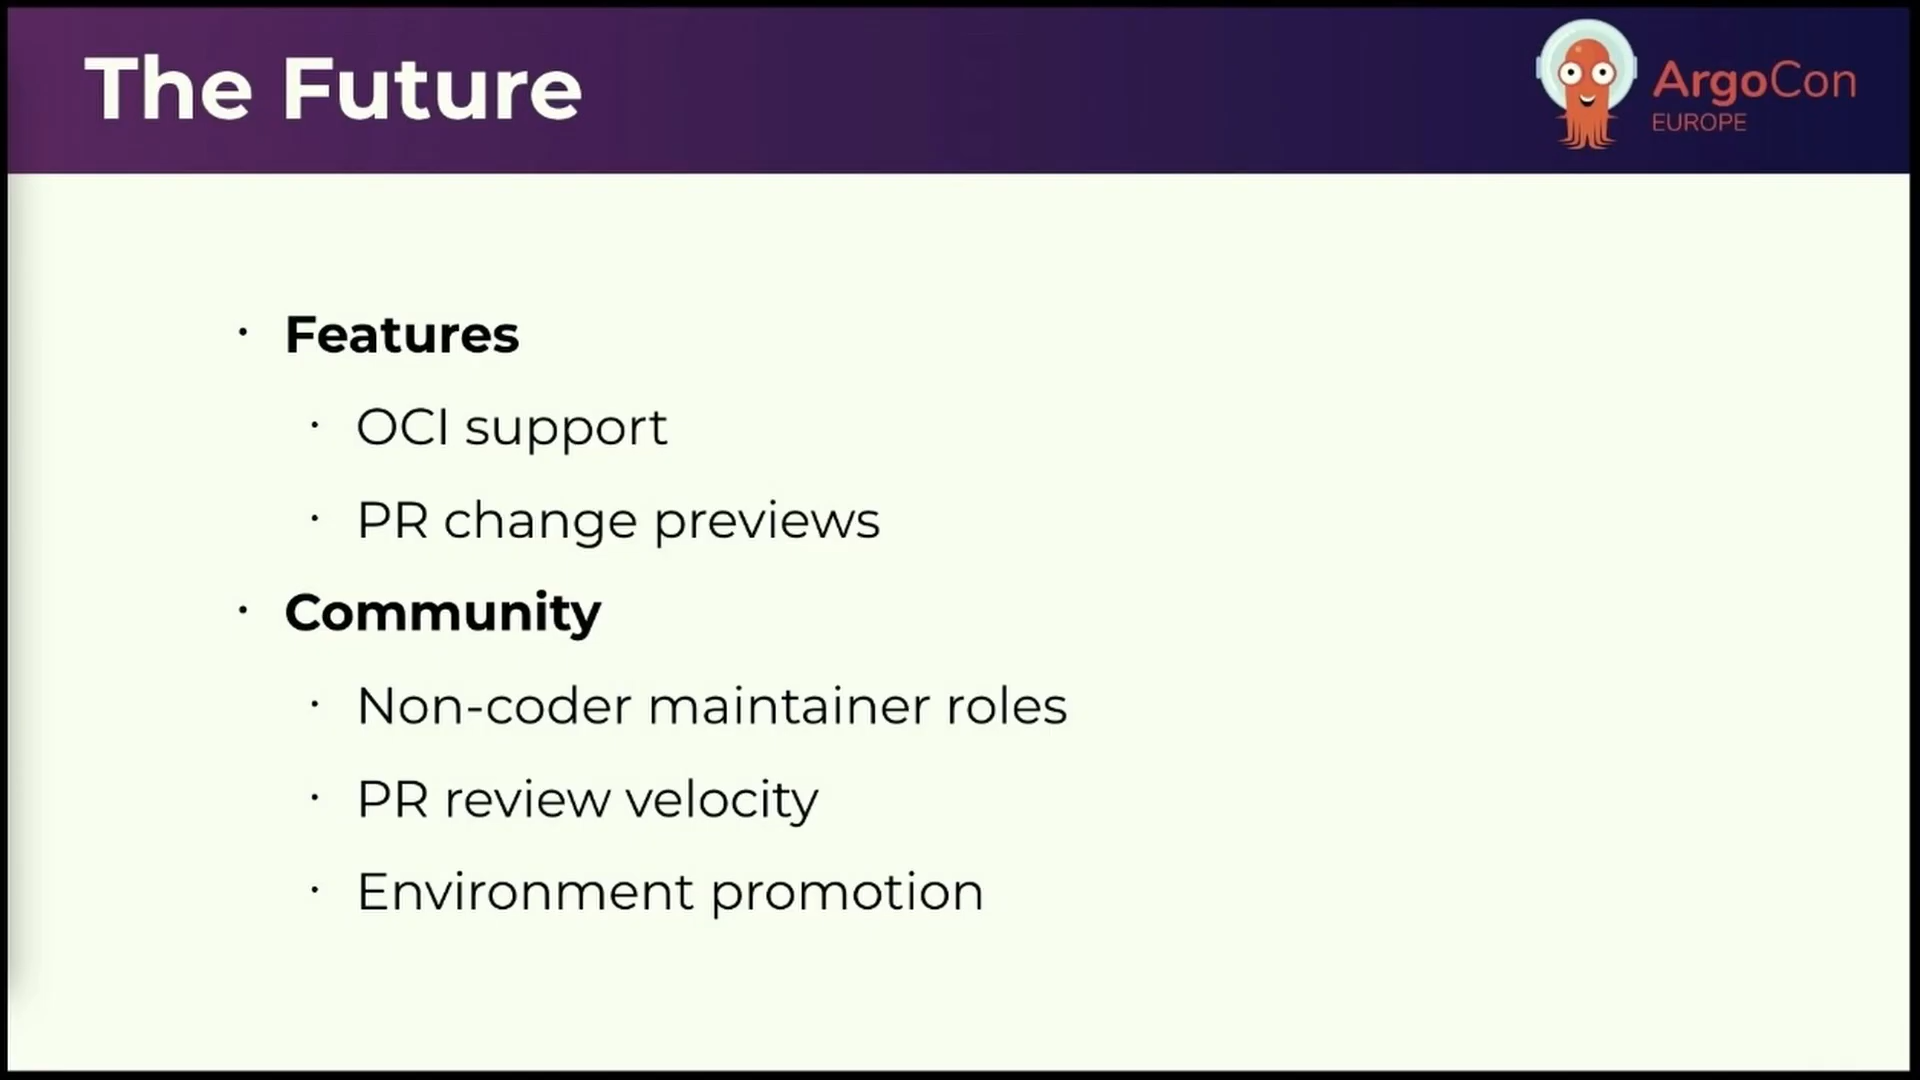 The Future
ArgoCon
EUROPE
· Features
· OCI support
· PR change previews
· Community
· Non-coder maintainer roles
· PR review velocity
· Environment promotion